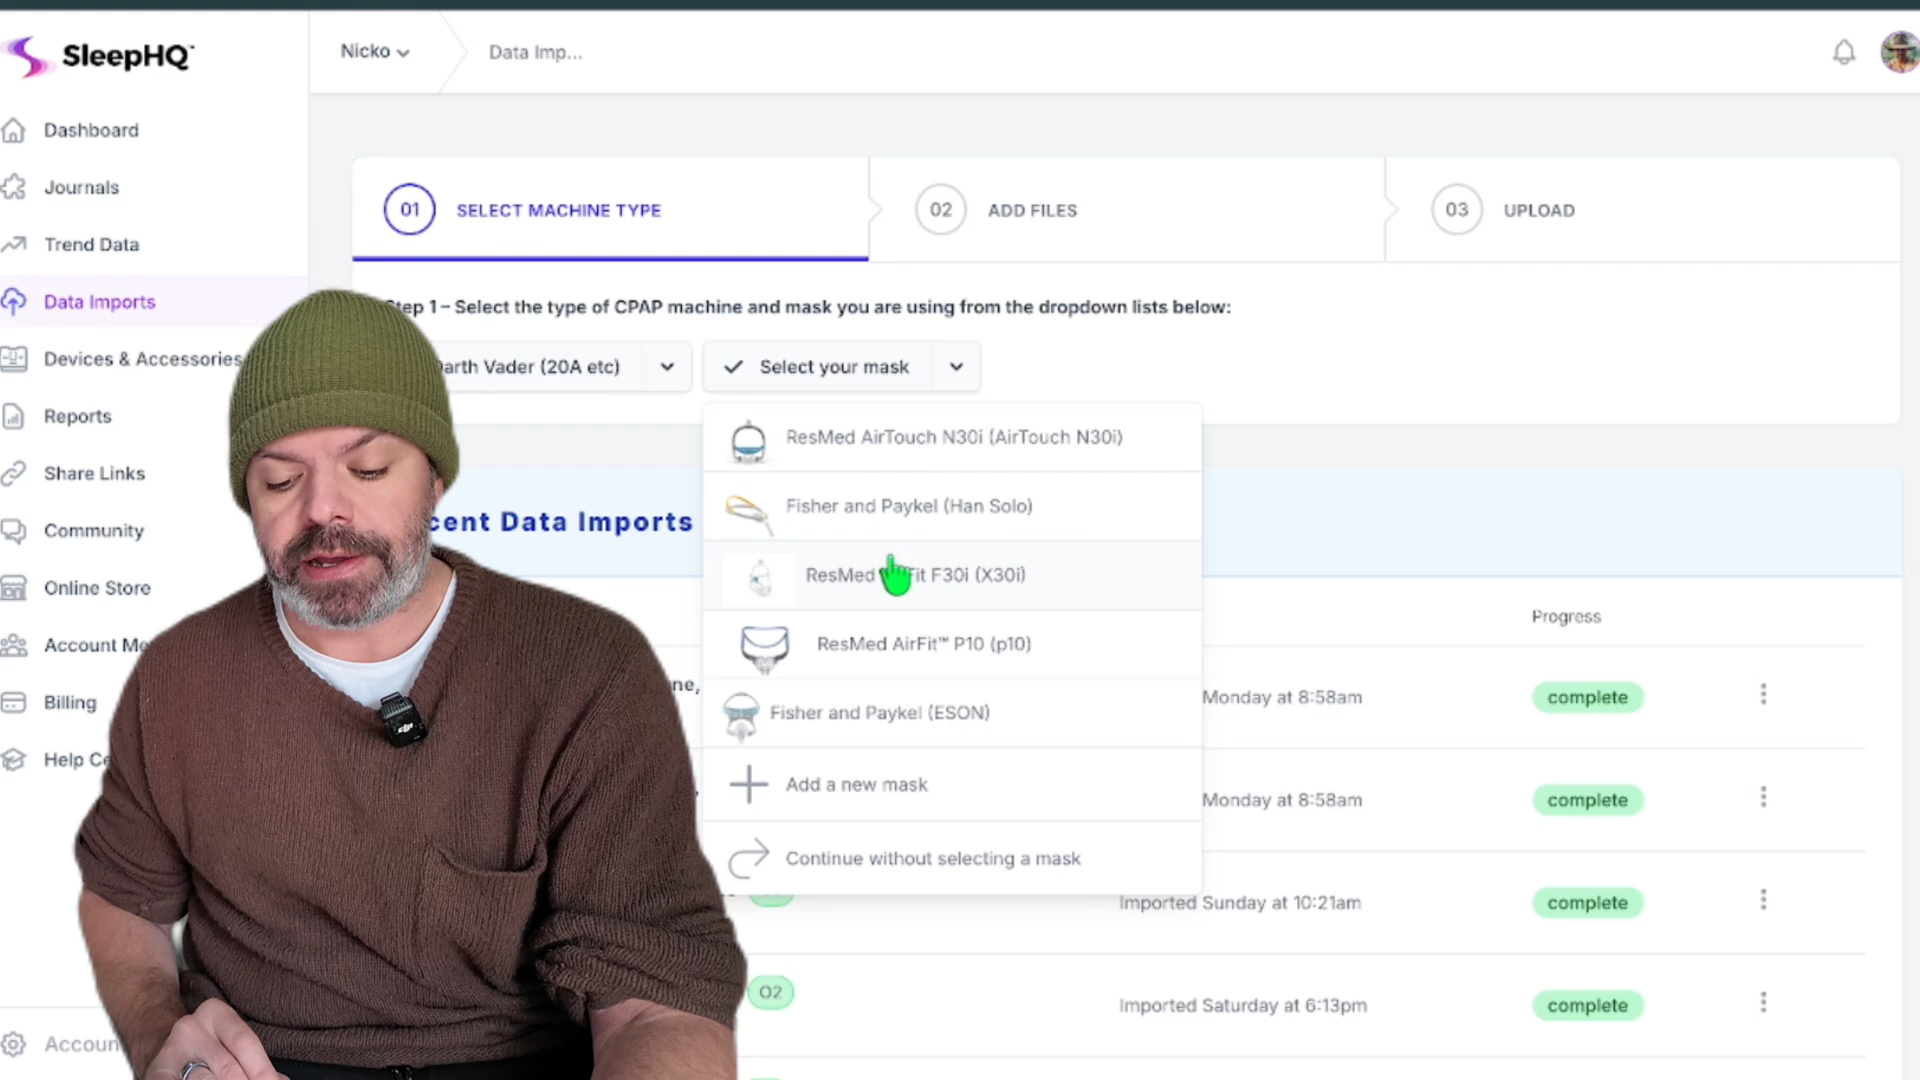 SleepHQ
Nicko
Data Imp...
Dashboard
Journals
Trend Data
Data Imports
Devices & Accessories
Reports
Share Links
Community
Online Store
Account Me
Billing
Help Ce
Accoun
01 SELECT MACHINE TYPE
02 ADD FILES
03 UPLOAD
tep 1 – Select the type of CPAP machine and mask you are using from the dropdown lists below:
arth Vader (20A etc)
Select your mask
ResMed AirTouch N30i (AirTouch N30i)
Fisher and Paykel (Han Solo)
ResMed Fit F30i (X30i)
ResMed AirFit™ P10 (p10)
Fisher and Paykel (ESON)
Add a new mask
Continue without selecting a mask
cent Data Imports
Progress
ne,
Monday at 8:58am complete
Monday at 8:58am complete
Imported Sunday at 10:21am complete
O2 Imported Saturday at 6:13pm complete